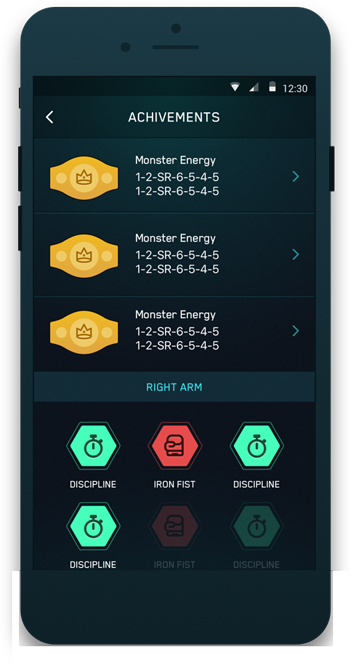 12:30
ACHIVEMENTS
Monster Energy
1-2-SR-6-5-4-5
1-2-SR-6-5-4-5
Monster Energy
1-2-SR-6-5-4-5
1-2-SR-6-5-4-5
Monster Energy
1-2-SR-6-5-4-5
1-2-SR-6-5-4-5
RIGHT ARM
DISCIPLINE IRON FIST DISCIPLINE
DISCIPLINE IRON FIST DISCIPLINE